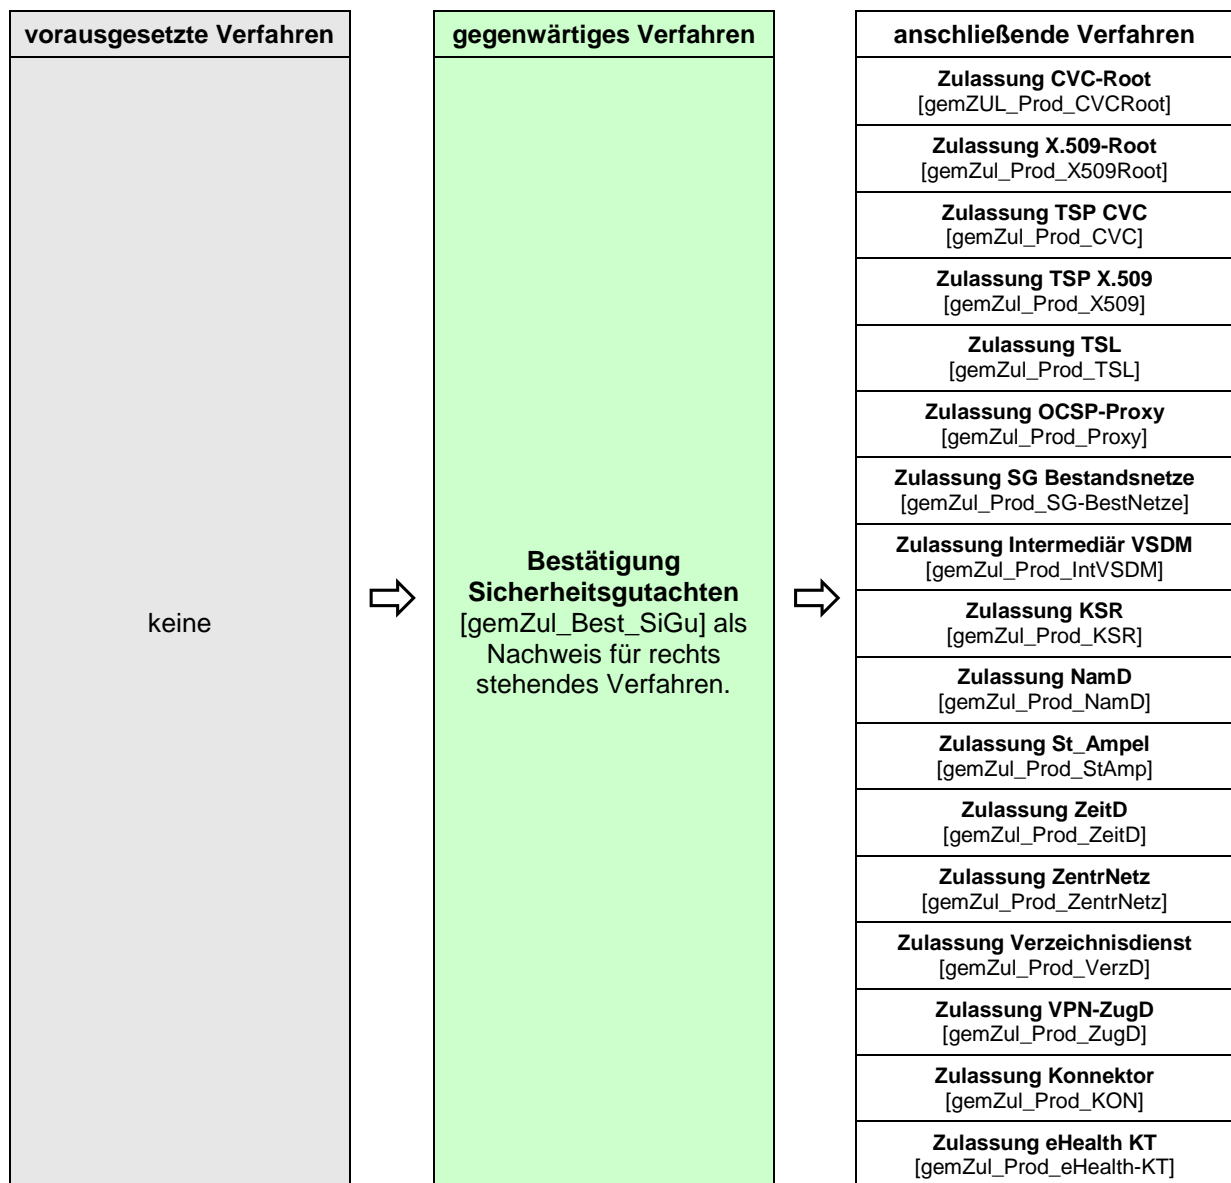 vorausgesetzte Verfahren
keine
gegenwärtiges Verfahren
Bestätigung
Sicherheitsgutachten
[gemZul_Best_SiGu] als
Nachweis für rechts
stehendes Verfahren.
anschließende Verfahren
Zulassung CVC-Root
[gemZUL_Prod_CVCRoot]
Zulassung X.509-Root
[gemZul_Prod_X509Root]
Zulassung TSP CVC
[gemZul_Prod_CVC]
Zulassung TSP X.509
[gemZul_Prod_X509]
Zulassung TSL
[gemZul_Prod_TSL]
Zulassung OCSP-Proxy
[gemZul_Prod_Proxy]
Zulassung SG Bestandsnetze
[gemZul_Prod_SG-BestNetze]
Zulassung Intermediär VSDM
[gemZul_Prod_IntVSDM]
Zulassung KSR
[gemZul_Prod_KSR]
Zulassung NamD
[gemZul_Prod_NamD]
Zulassung St_Ampel
[gemZul_Prod_StAmp]
Zulassung ZeitD
[gemZul_Prod_ZeitD]
Zulassung ZentrNetz
[gemZul_Prod_ZentrNetz]
Zulassung Verzeichnisdienst
[gemZul_Prod_VerzD]
Zulassung VPN-ZugD
[gemZul_Prod_ZugD]
Zulassung Konnektor
[gemZul_Prod_KON]
Zulassung eHealth KT
[gemZul_Prod_eHealth-KT]